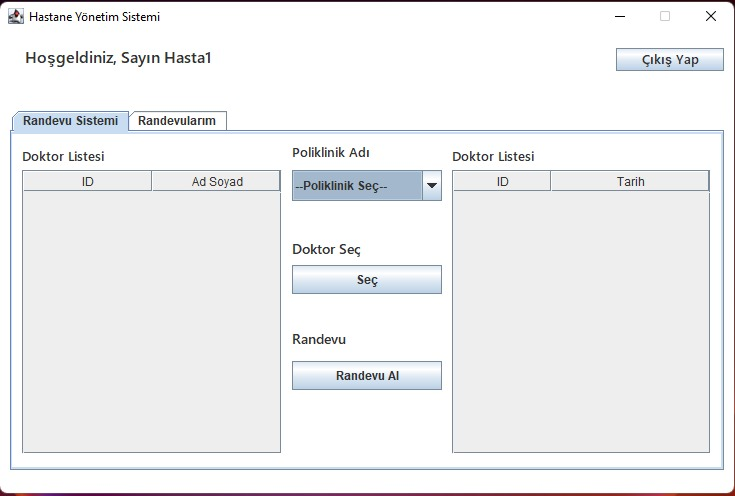 Hastane Yönetim Sistemi
Hoşgeldiniz, Sayın Hasta1
Çıkış Yap
Randevu Sistemi
Randevularım
Doktor Listesi
ID
Ad Soyad
Poliklinik Adı
--Poliklinik Seç--
Doktor Seç
Seç
Randevu
Randevu Al
Doktor Listesi
ID
Tarih